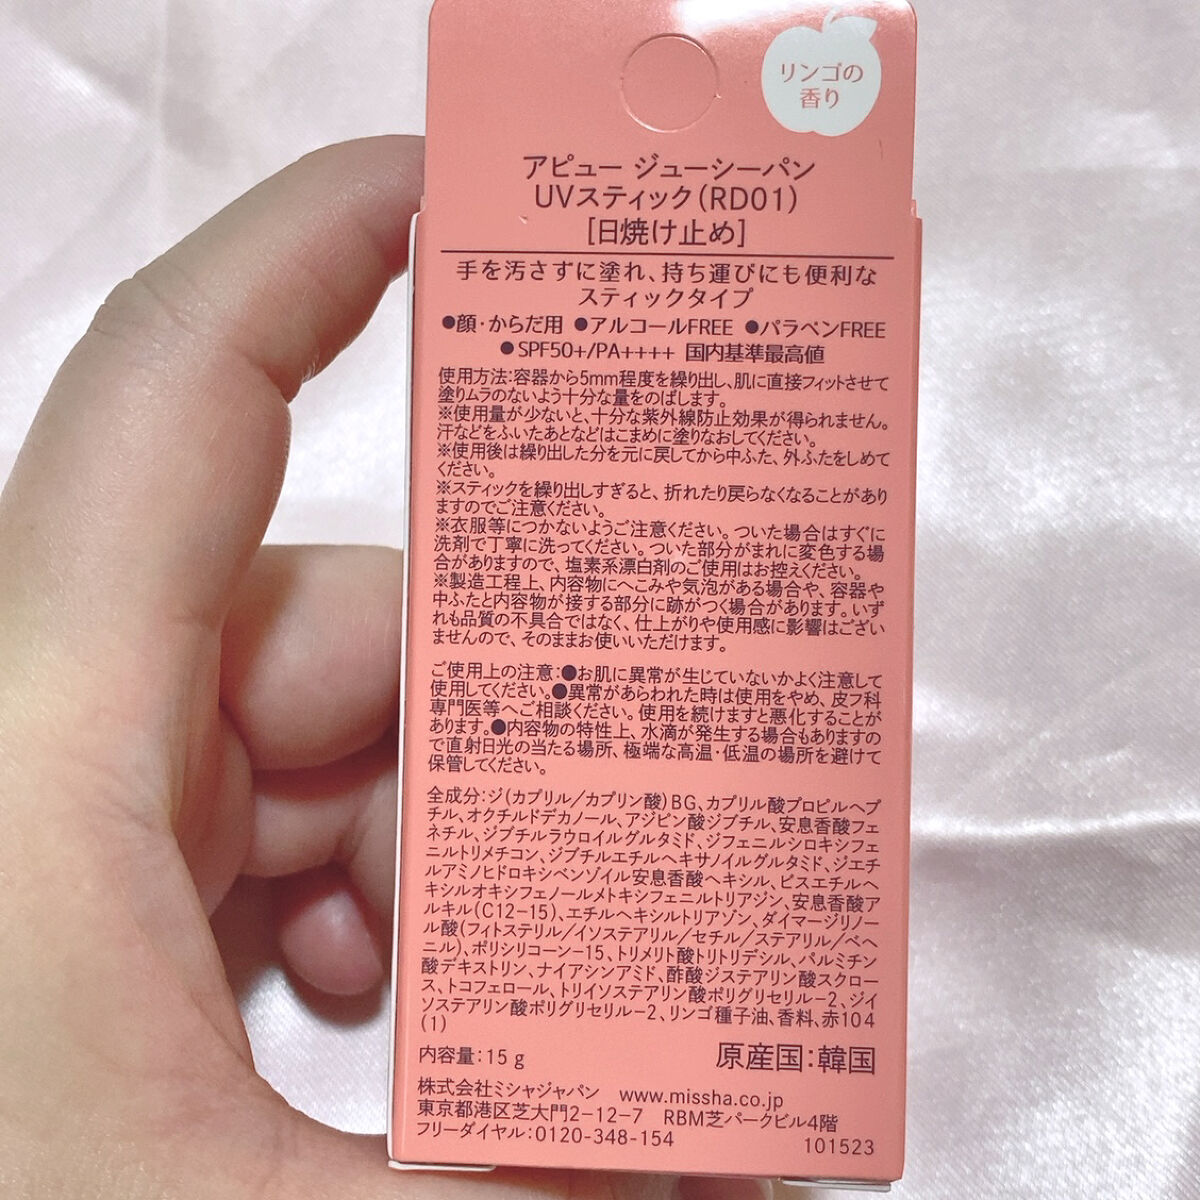 リンゴの
香り
アピュー ジューシーパン
UVスティック(RD01)
[日焼け止め]
手を汚さずに塗れ、持ち運びにも便利な
スティックタイプ
●顔・からだ用 ●アルコールFREE ●パラベンFREE
●SPF50+/PA++++ 国内基準最高値
使用方法:容器から5mm程度を繰り出し、肌に直接フィットさせて
塗りムラのないよう十分な量をのばします。
※使用量が少ないと、十分な紫外線防止効果が得られません。
汗などをふいたあとなどはこまめに塗りなおしてください。
※使用後は繰り出した分を元に戻してから中ふた、外ふたをしめて
ください。
※スティックを繰り出しすぎると、折れたり戻らなくなることがあり
ますのでご注意ください。
※衣服等につかないようご注意ください。ついた場合はすぐに
洗剤で丁寧に洗ってください。ついた部分がまれに変色する場
合がありますので、塩素系漂白剤のご使用はお控えください。
※製造工程上、内容物にへこみや気泡がある場合や、容器や
中ふたと内容物が接する部分に跡がつく場合があります。いず
れも品質の不具合ではなく、仕上がりや使用感に影響はござい
ませんので、そのままお使いいただけます。
ご使用上の注意:●お肌に異常が生じていないかよく注意して
使用してください。●異常があらわれた時は使用をやめ、皮フ科
専門医等へご相談ください。使用を続けますと悪化することが
あります。●内容物の特性上、水滴が発生する場合もありますの
で直射日光の当たる場所、極端な高温・低温の場所を避けて
保管してください。
全成分:ジ(カプリル/カプリン酸)BG、カプリル酸プロピルヘプ
チル、オクチルドデカノール、アジピン酸ジブチル、安息香酸フェ
ネチル、ジブチルラウロイルグルタミド、ジフェニルシロキシフェ
ニルトリメチコン、ジブチルエチルヘキサノイルグルタミド、ジエチ
ルアミノヒドロキシベンゾイル安息香酸ヘキシル、ビスエチルヘ
キシルオキシフェノールメトキシフェニルトリアジン、安息香酸ア
ルキル(C12-15)、エチルヘキシルトリアゾン、ダイマージリノー
ル酸(フィトステリル/イソステアリル/セチル/ステアリル/ベヘ
ニル)、ポリシリコーン-15、トリメリト酸トリトリデシル、パルミチン
酸デキストリン、ナイアシンアミド、酢酸ジステアリン酸スクロー
ス、トコフェロール、トリイソステアリン酸ポリグリセリル-2、ジイ
ソステアリン酸ポリグリセリル-2、リンゴ種子油、香料、赤104
(1)
内容量:15g 原産国:韓国
株式会社ミシャジャパン www.missha.co.jp
東京都港区芝大門2-12-7 RBM芝パークビル4階
フリーダイヤル:0120-348-154 101523